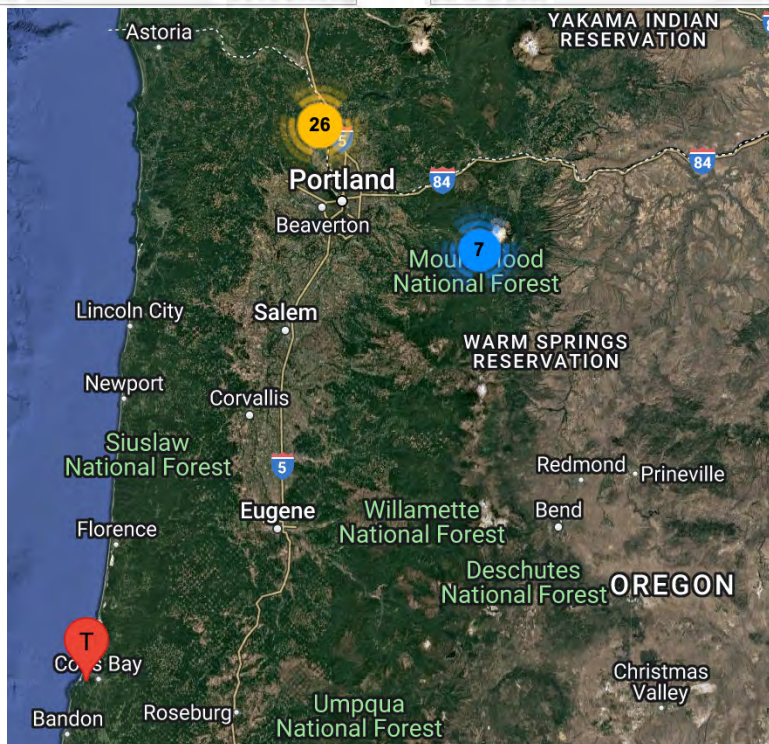 YAKAMA INDIAN
RESERVATION
Astoria
26
5
84
Portland
84
Beaverton
7
National Forest
Lincoln City
Salem
WARM SPRINGS
RESERVATION
Newport
Corvallis
Siuslaw
National Forest
5
Redmond
Prineville
Eugene
Willamette
National Forest
Bend
Florence
Deschutes
National Forest
OREGON
T
Bay
Christmas
Valley
Bandon
Roseburg
Umpqua
National Forest